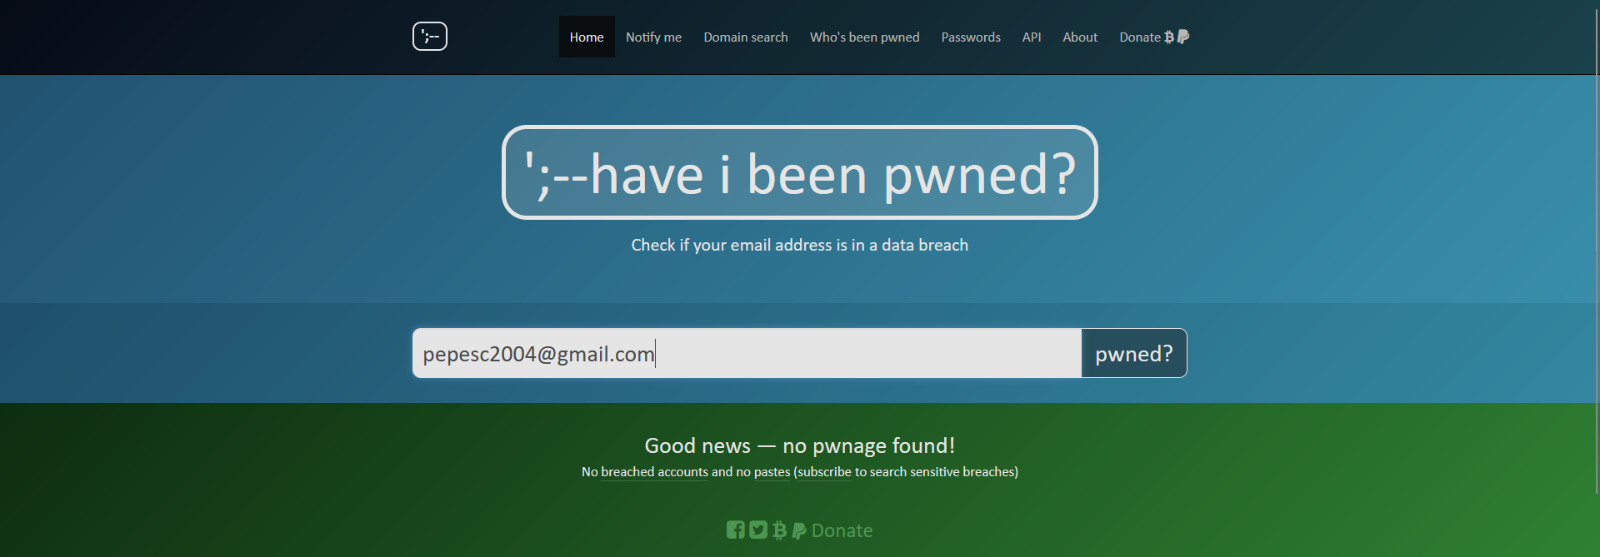 ';--
Home Notify me Domain search Who's been pwned Passwords API About Donate
';--have i been pwned?
Check if your email address is in a data breach
pepesc2004@gmail.com pwned?
Good news — no pwnage found!
No breached accounts and no pastes (subscribe to search sensitive breaches)
Donate